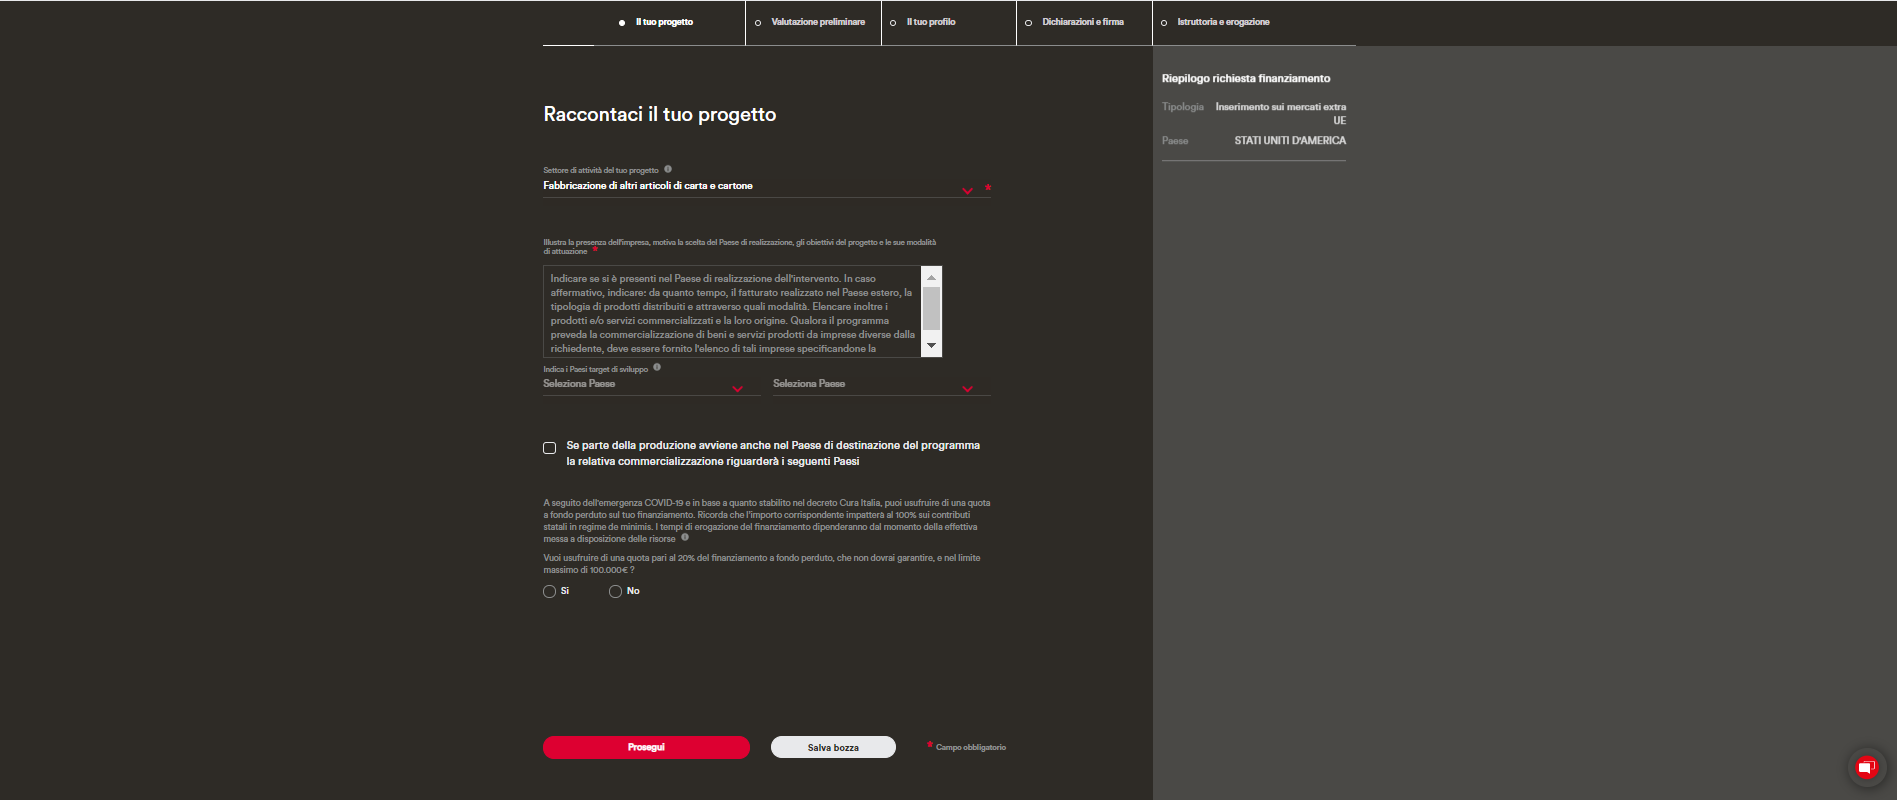 Il tuo progetto
Valutazione preliminare
Il tuo profilo
Dichiarazioni e firma
Istruttoria e erogazione
Raccontaci il tuo progetto
Settore di attività del tuo progetto
Fabbricazione di altri articoli di carta e cartone
*
Illustra la presenza dell'impresa, motiva la scelta del Paese di realizzazione, gli obiettivi del progetto e le sue modalità
di attuazione *
Indicare se si è presenti nel Paese di realizzazione dell'intervento. In caso
affermativo, indicare: da quanto tempo, il fatturato realizzato nel Paese estero, la
tipologia di prodotti distribuiti e attraverso quali modalità. Elencare inoltre i
prodotti e/o servizi commercializzati e la loro origine. Qualora il programma
preveda la commercializzazione di beni e servizi prodotti da imprese diverse dalla
richiedente, deve essere fornito l'elenco di tali imprese specificandone la
Indica i Paesi target di sviluppo
Seleziona Paese
Seleziona Paese
Se parte della produzione avviene anche nel Paese di destinazione del programma
la relativa commercializzazione riguarderà i seguenti Paesi
A seguito dell'emergenza COVID-19 e in base a quanto stabilito nel decreto Cura Italia, puoi usufruire di una quota
a fondo perduto sul tuo finanziamento. Ricorda che l'importo corrispondente impatterà al 100% sui contributi
statali in regime de minimis. I tempi di erogazione del finanziamento dipenderanno dal momento della effettiva
messa a disposizione delle risorse
Vuoi usufruire di una quota pari al 20% del finanziamento a fondo perduto, che non dovrai garantire, e nel limite
massimo di 100.000€ ?
Si
No
Prosegui
Salva bozza
* Campo obbligatorio
Riepilogo richiesta finanziamento
Tipologia Inserimento sui mercati extra
UE
Paese STATI UNITI D'AMERICA